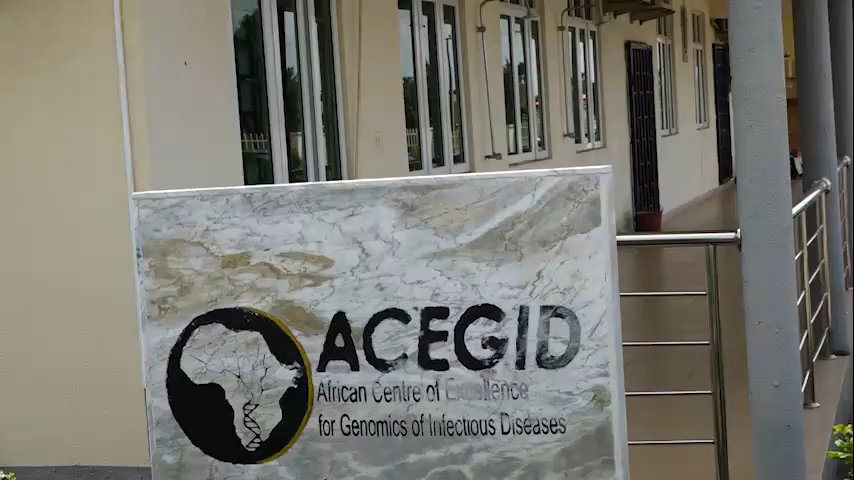 ACEGID
African Centre of Excellence
for Genomics of Infectious Diseases